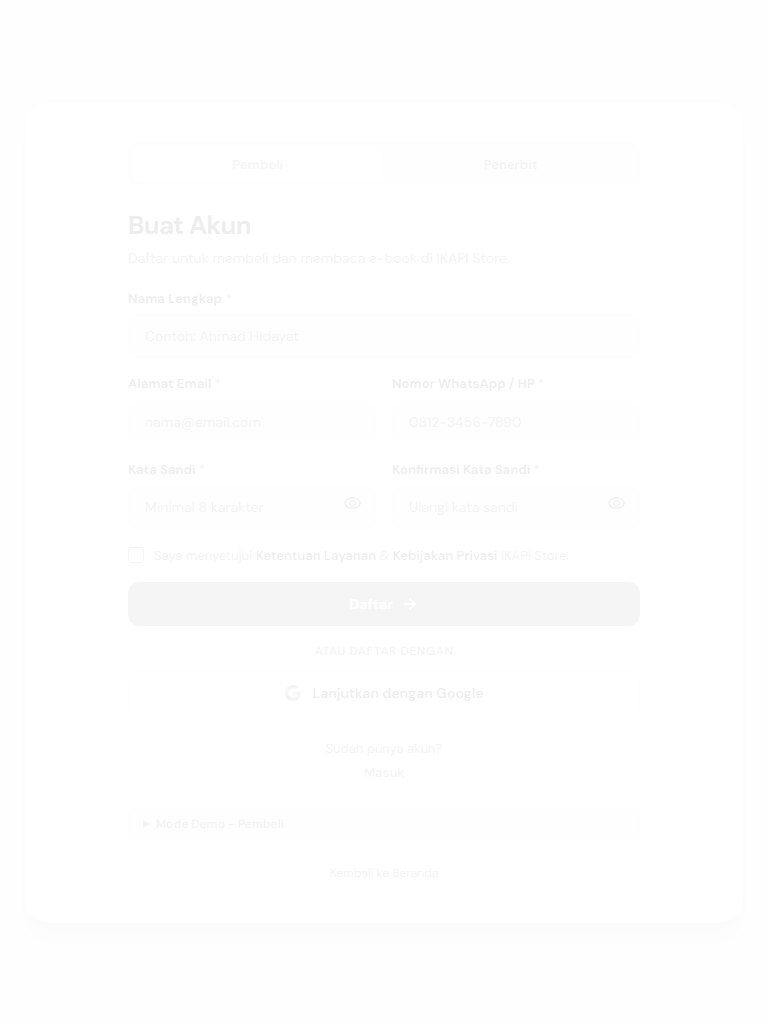 Pembeli
Penerbit
Buat Akun
Daftar untuk membeli dan membaca e-book di IKAPI Store.
Nama Lengkap *
Contoh: Ahmad Hidayat
Alamat Email *
Nomor WhatsApp / HP *
nama@email.com
0812-3456-7890
Kata Sandi *
Konfirmasi Kata Sandi *
Minimal 8 karakter
Ulangi kata sandi
Saya menyetujui Ketentuan Layanan & Kebijakan Privasi IKAPI Store.
Daftar →
ATAU DAFTAR DENGAN
Lanjutkan dengan Google
Sudah punya akun?
Masuk
▸ Mode Demo - Pembeli
Kembali ke Beranda